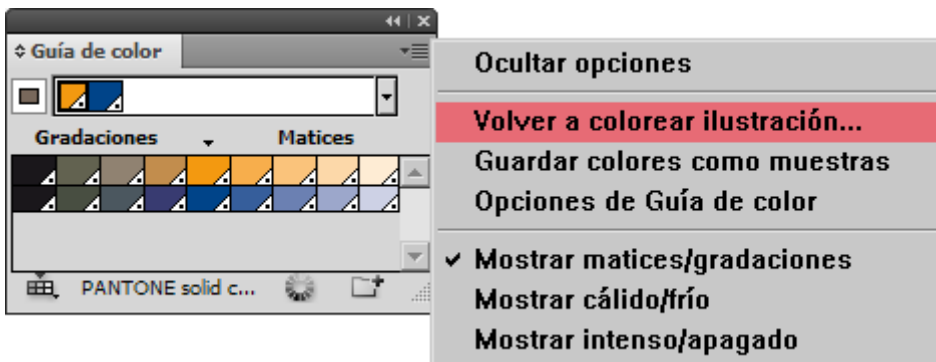 Guía de color
Gradaciones Matices
PANTONE solid c...
Ocultar opciones
Volver a colorear ilustración...
Guardar colores como muestras
Opciones de Guía de color
Mostrar matices/gradaciones
Mostrar cálido/frío
Mostrar intenso/apagado